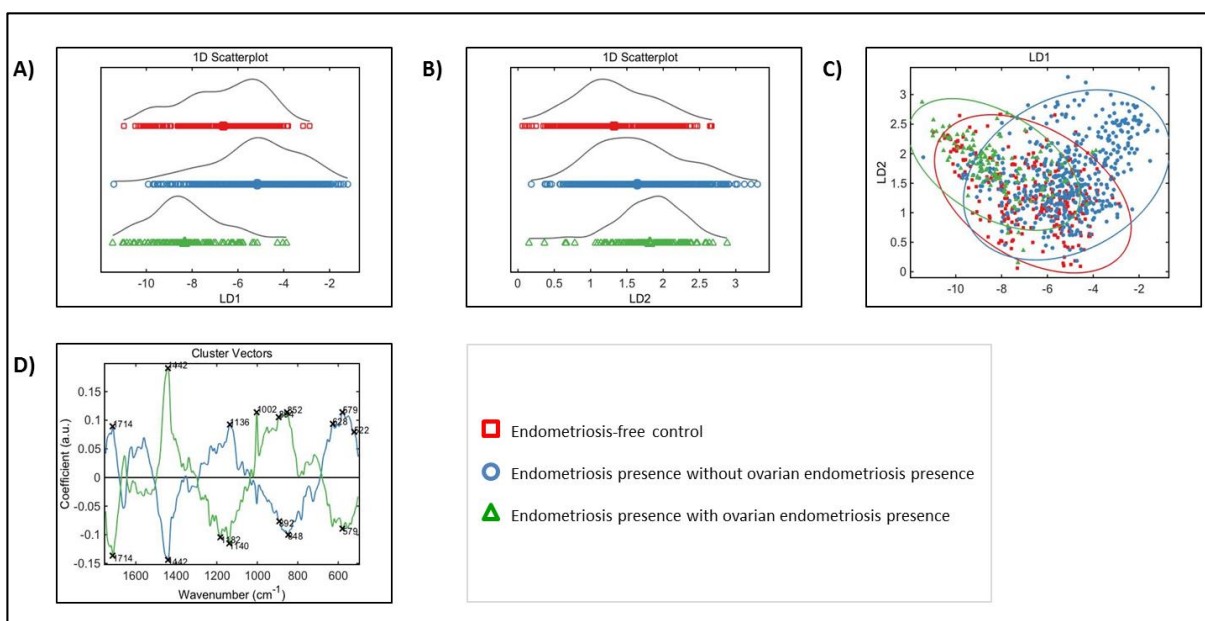 A)
1D Scatterplot
-10 -8 -6 -4 -2
LD1
B)
1D Scatterplot
0 0.5 1 1.5 2 2.5 3
LD2
C)
LD1
3
2.5
2
1.5
1
0.5
0
LD2
-10 -8 -6 -4 -2
D)
Cluster Vectors
0.15
0.1
0.05
0
-0.05
-0.1
-0.15
Coefficient (a.u.)
1442
1714
1136
1002
852
579
628
522
892
848
1182
1140
579
1714
1442
1600 1400 1200 1000 800 600
Wavenumber (cm⁻¹)
Endometriosis-free control
Endometriosis presence without ovarian endometriosis presence
Endometriosis presence with ovarian endometriosis presence